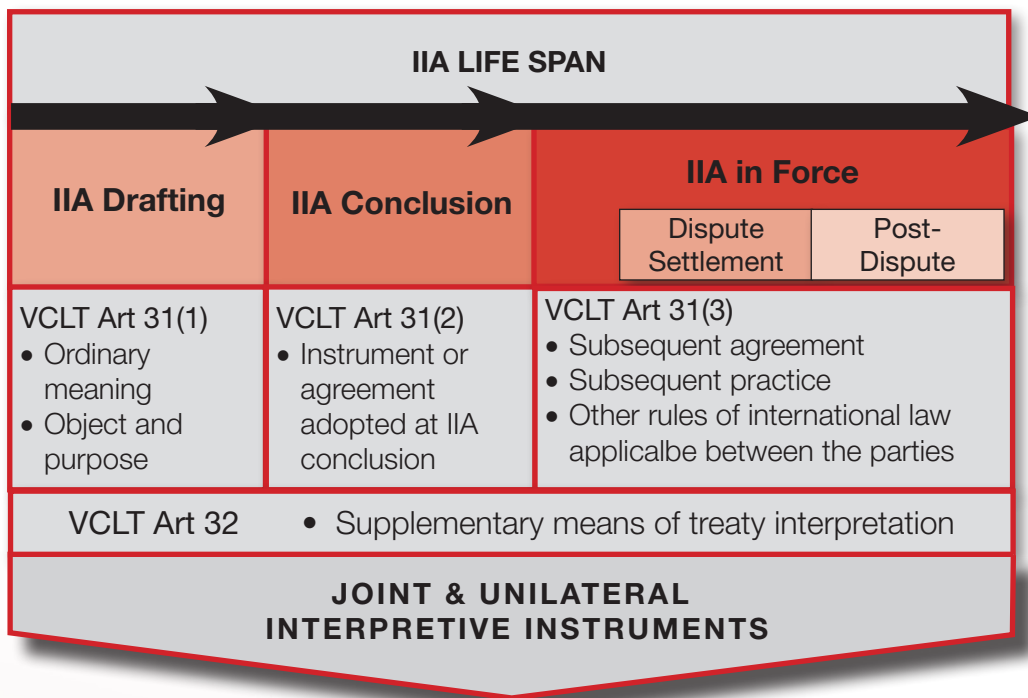 IIA LIFE SPAN
IIA Drafting
IIA Conclusion
IIA in Force
Dispute
Settlement
Post-
Dispute
VCLT Art 31(1)
• Ordinary
meaning
• Object and
purpose
VCLT Art 31(2)
• Instrument or
agreement
adopted at IIA
conclusion
VCLT Art 31(3)
• Subsequent agreement
• Subsequent practice
• Other rules of international law
applicalbe between the parties
VCLT Art 32 • Supplementary means of treaty interpretation
JOINT & UNILATERAL
INTERPRETIVE INSTRUMENTS